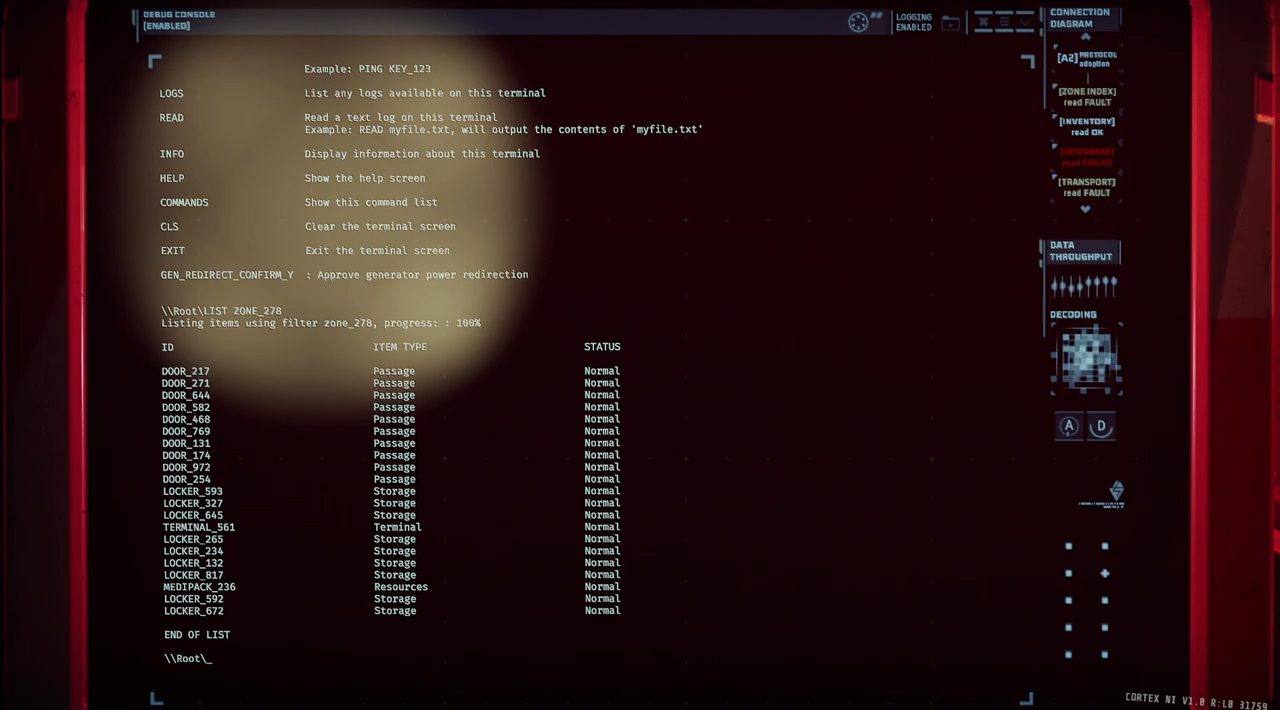 DEBUG CONSOLE
[ENABLED]
LOGGING
ENABLED
Example: PING KEY_123
LOGS List any logs available on this terminal
READ Read a text log on this terminal
Example: READ myfile.txt, will output the contents of 'myfile.txt'
INFO Display information about this terminal
HELP Show the help screen
COMMANDS Show this command list
CLS Clear the terminal screen
EXIT Exit the terminal screen
GEN_REDIRECT_CONFIRM_Y : Approve generator power redirection
\\Root\LIST ZONE_278
Listing items using filter zone_278, progress: : 100%
ID ITEM TYPE STATUS
DOOR_217 Passage Normal
DOOR_271 Passage Normal
DOOR_644 Passage Normal
DOOR_582 Passage Normal
DOOR_468 Passage Normal
DOOR_769 Passage Normal
DOOR_131 Passage Normal
DOOR_174 Passage Normal
DOOR_972 Passage Normal
DOOR_254 Passage Normal
LOCKER_593 Storage Normal
LOCKER_327 Storage Normal
LOCKER_645 Storage Normal
TERMINAL_561 Terminal Normal
LOCKER_265 Storage Normal
LOCKER_234 Storage Normal
LOCKER_132 Storage Normal
LOCKER_817 Storage Normal
MEDIPACK_236 Resources Normal
LOCKER_592 Storage Normal
LOCKER_672 Storage Normal
END OF LIST
\\Root\_
CONNECTION
DIAGRAM
[A2] PROTOCOL
adoption
[ZONE INDEX]
read FAULT
[INVENTORY]
read OK
read FAILED
[TRANSPORT]
read FAULT
DATA
THROUGHPUT
DECODING
A D
CORTEX NI V1.0 R:L0 31759